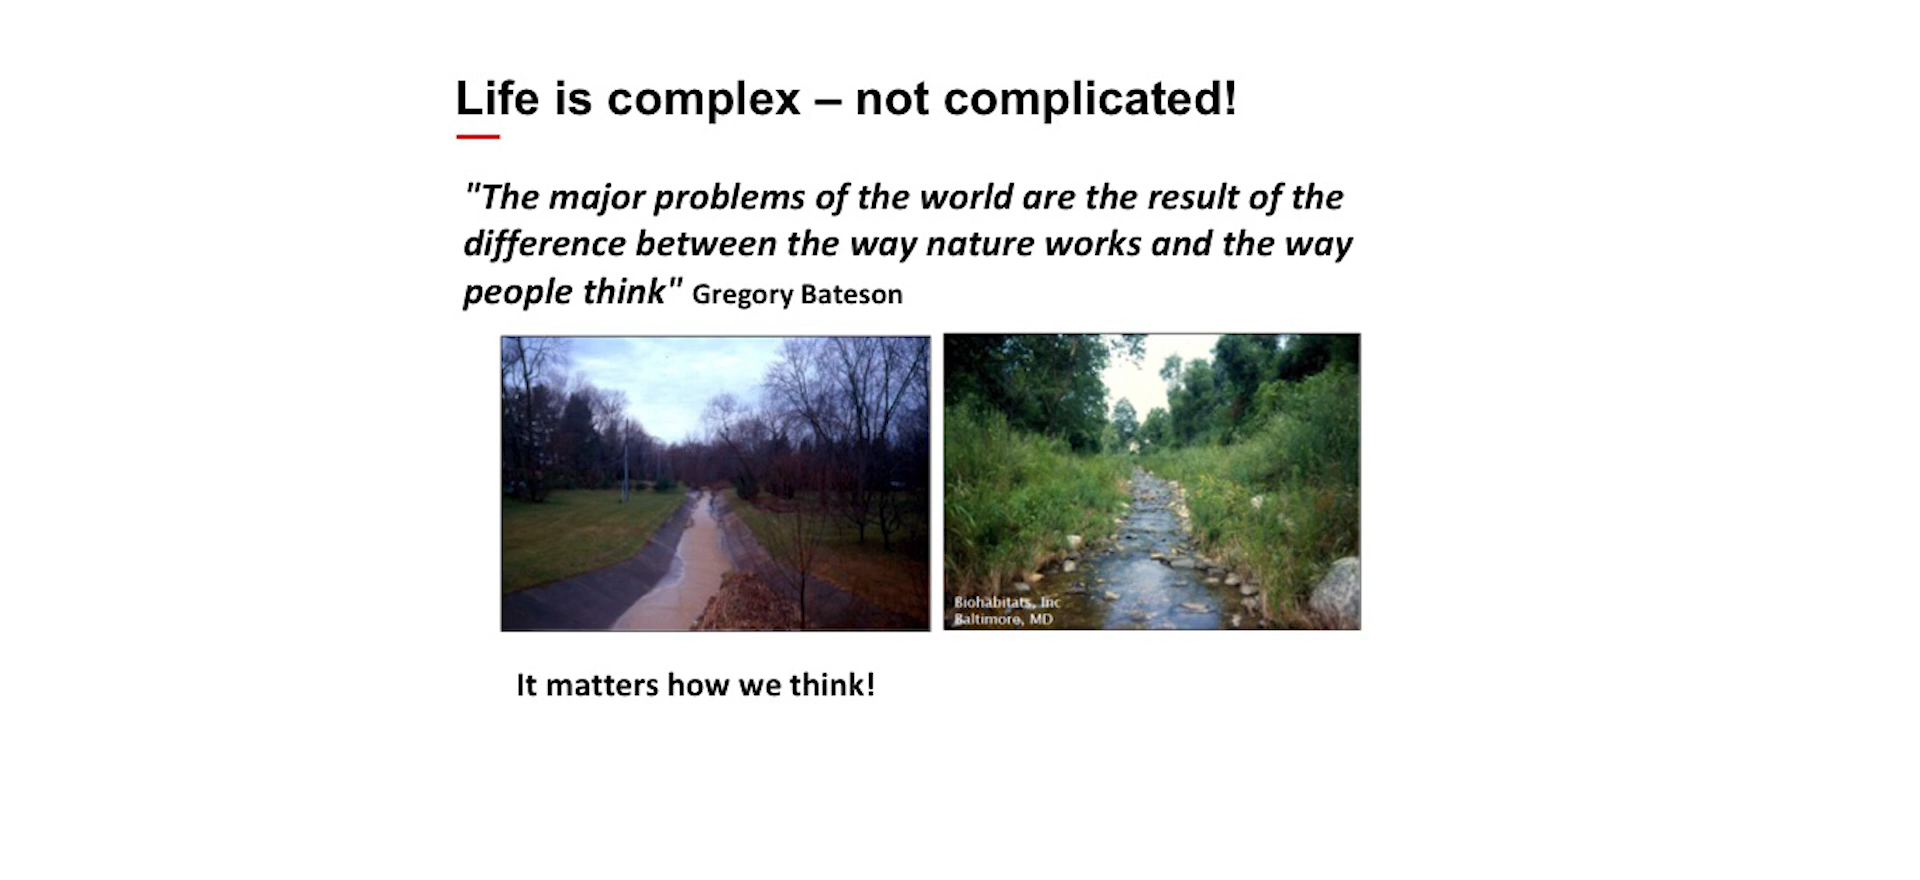 Life is complex – not complicated!
"The major problems of the world are the result of the
difference between the way nature works and the way
people think" Gregory Bateson
Biohabitats, Inc
Baltimore, MD
It matters how we think!